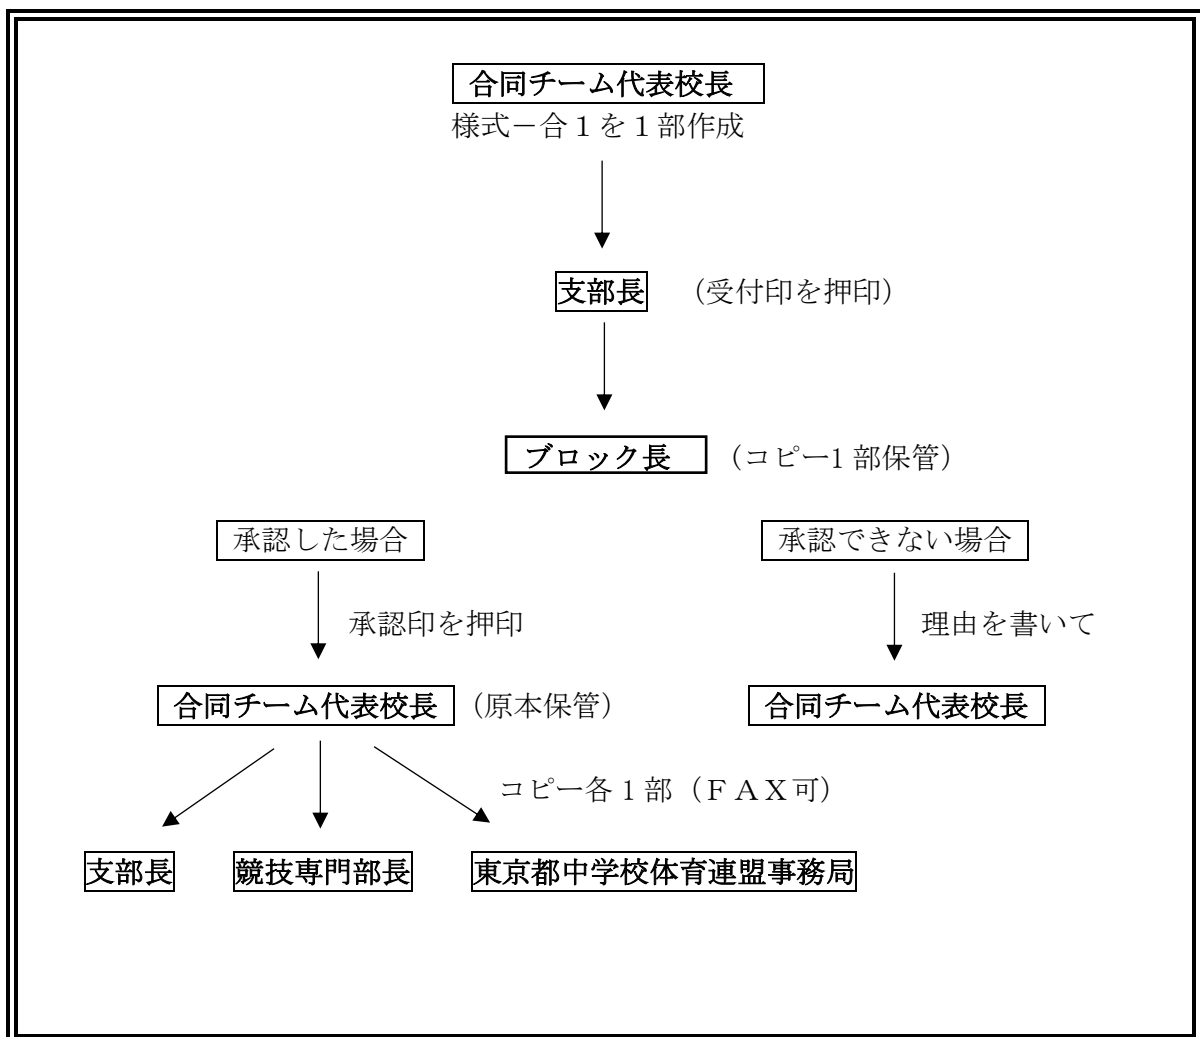 合同チーム代表校長
様式－合１を１部作成
支部長 （受付印を押印）
ブロック長 （コピー1 部保管）
承認した場合 承認できない場合
承認印を押印 理由を書いて
合同チーム代表校長 （原本保管） 合同チーム代表校長
コピー各１部（ＦＡＸ可）
支部長 競技専門部長 東京都中学校体育連盟事務局